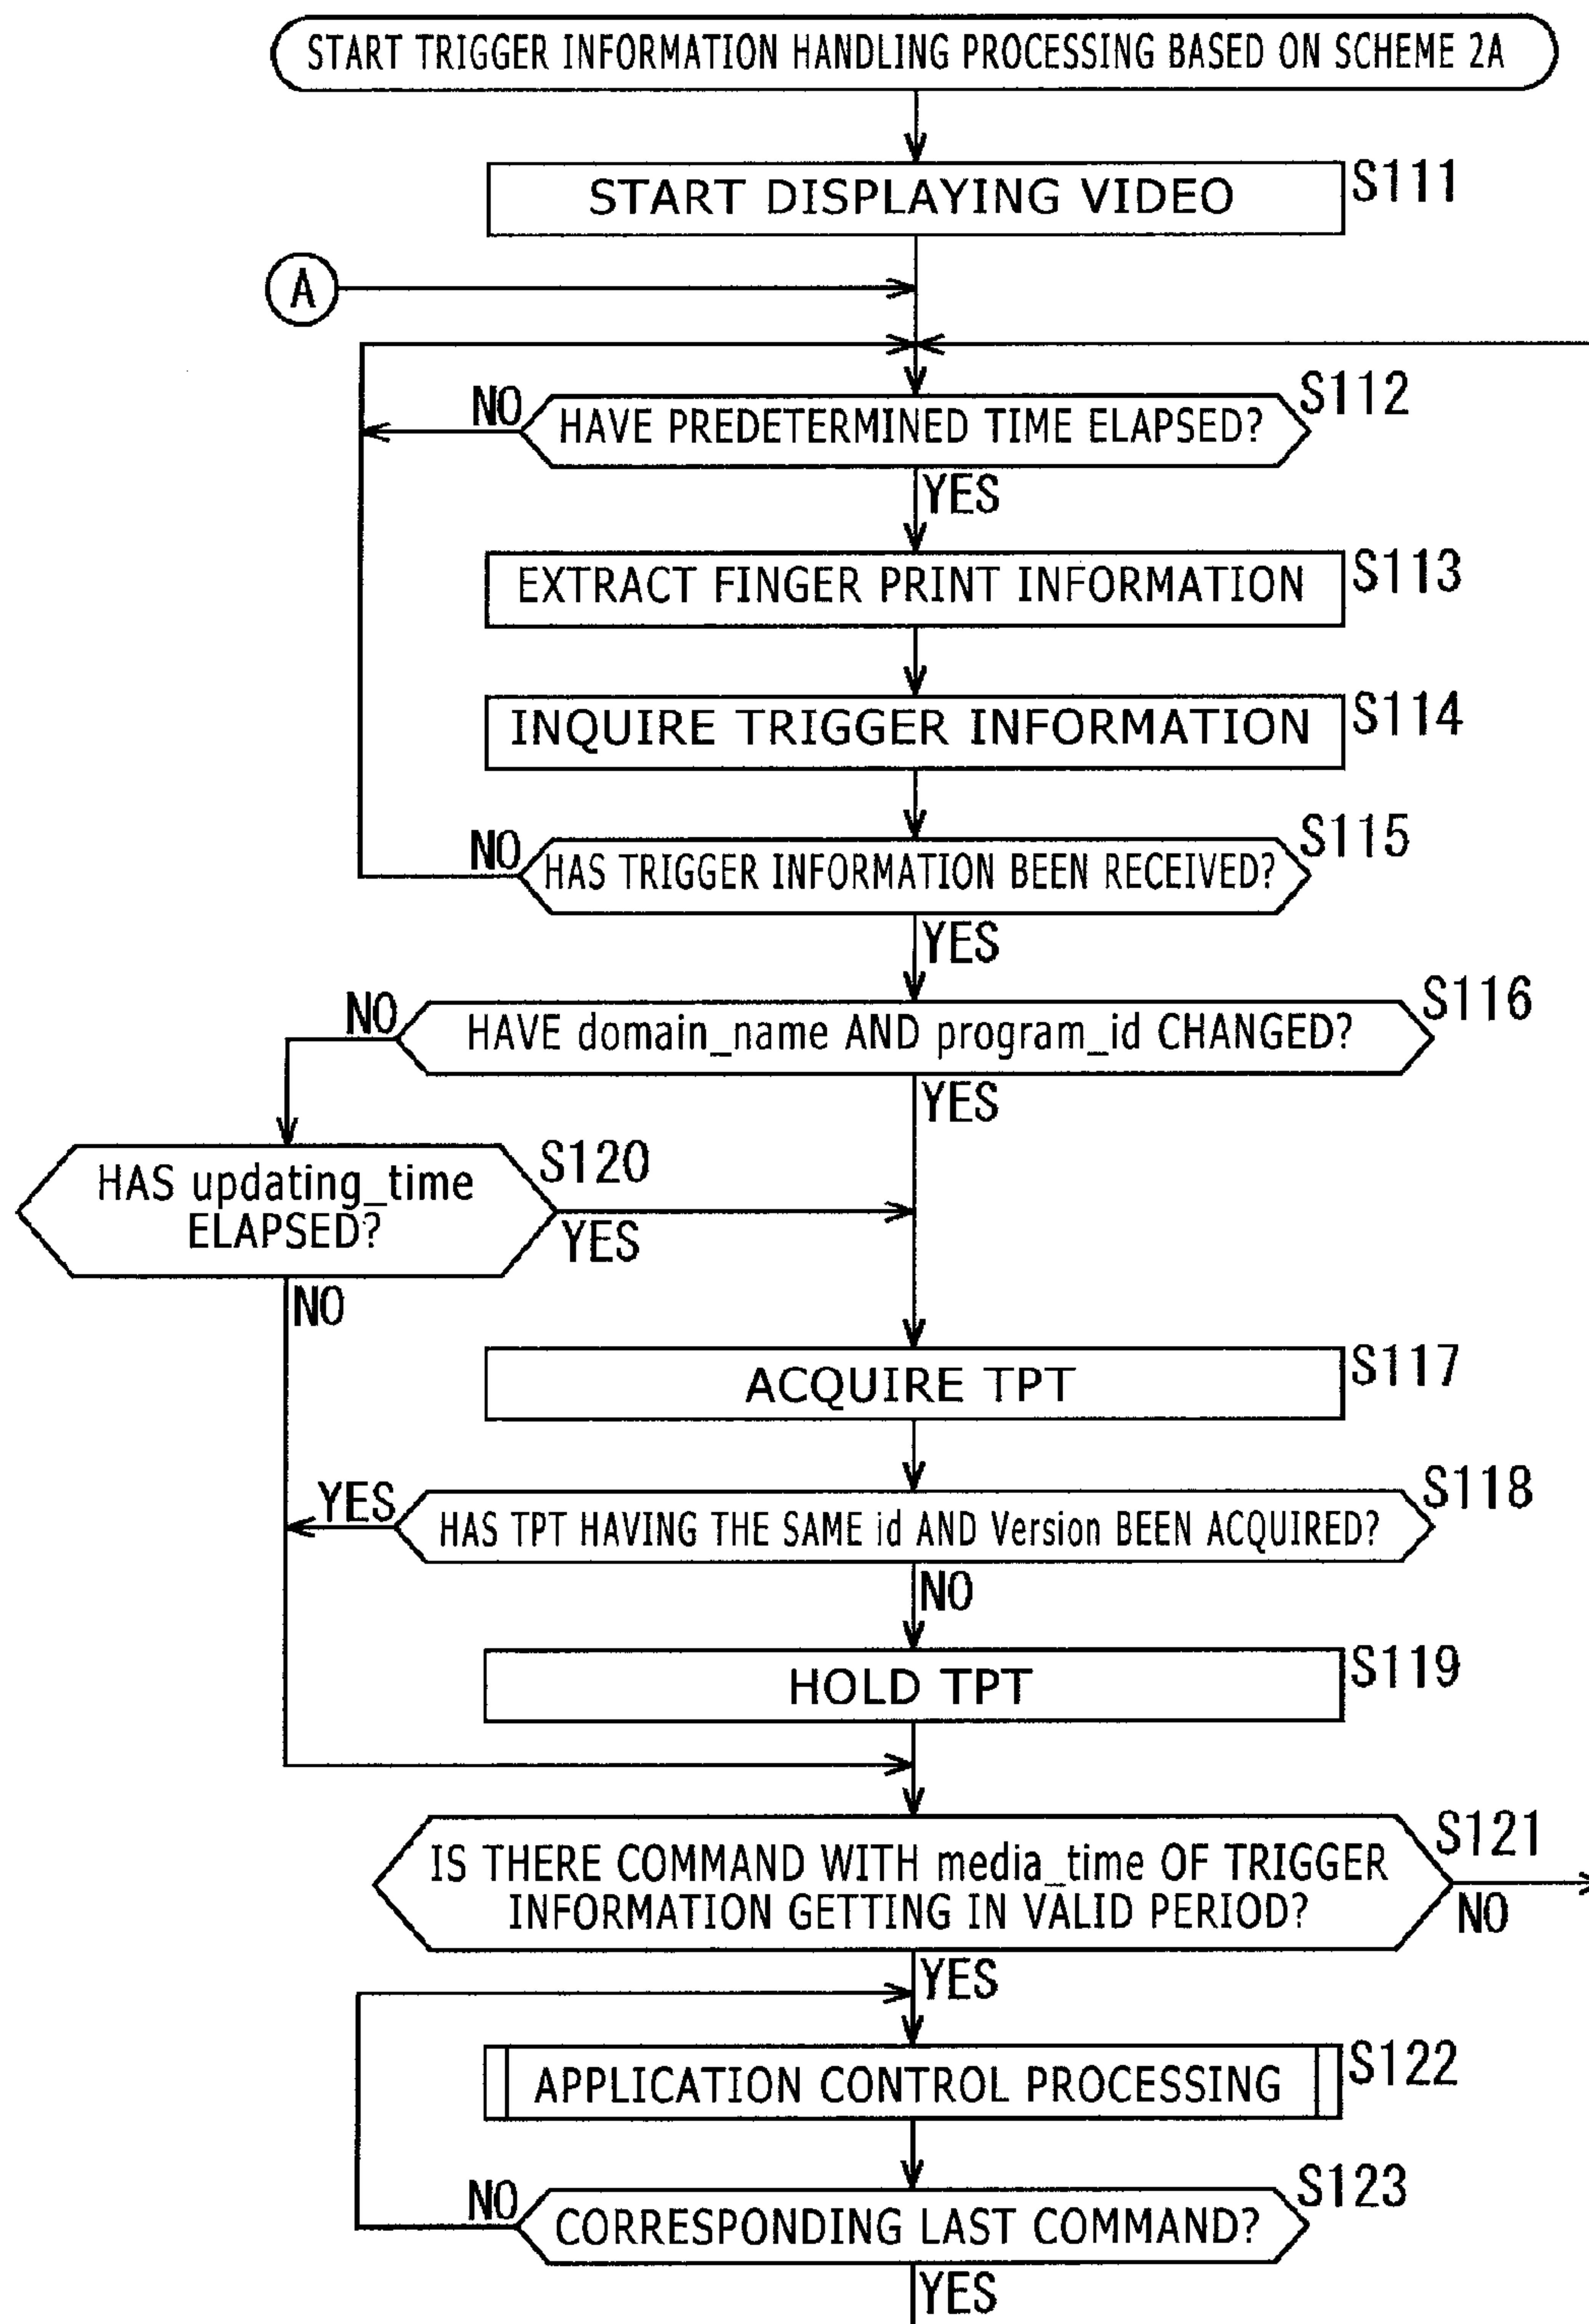 START TRIGGER INFORMATION HANDLING PROCESSING BASED ON SCHEME 2A
START DISPLAYING VIDEO
S111
A
HAVE PREDETERMINED TIME ELAPSED?
S112
NO
YES
EXTRACT FINGER PRINT INFORMATION
S113
INQUIRE TRIGGER INFORMATION
S114
HAS TRIGGER INFORMATION BEEN RECEIVED?
S115
NO
YES
HAVE domain_name AND program_id CHANGED?
S116
NO
YES
HAS updating_time
ELAPSED?
S120
YES
NO
ACQUIRE TPT
S117
HAS TPT HAVING THE SAME id AND Version BEEN ACQUIRED?
S118
YES
NO
HOLD TPT
S119
IS THERE COMMAND WITH media_time OF TRIGGER
INFORMATION GETTING IN VALID PERIOD?
S121
NO
YES
APPLICATION CONTROL PROCESSING
S122
CORRESPONDING LAST COMMAND?
S123
NO
YES